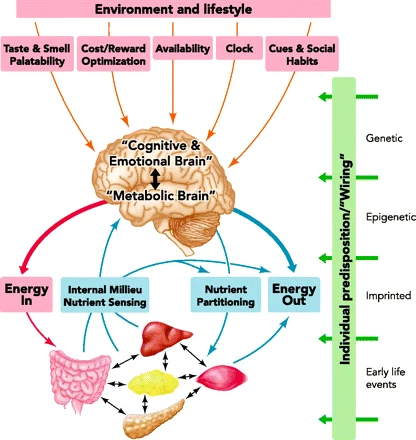 Environment and lifestyle
Taste & Smell
Palatability
Cost/Reward
Optimization
Availability
Clock
Cues & Social
Habits
"Cognitive &
Emotional Brain"
"Metabolic Brain"
Energy
In
Internal Millieu
Nutrient Sensing
Nutrient
Partitioning
Energy
Out
Individual predisposition/"Wiring"
Genetic
Epigenetic
Imprinted
Early life
events